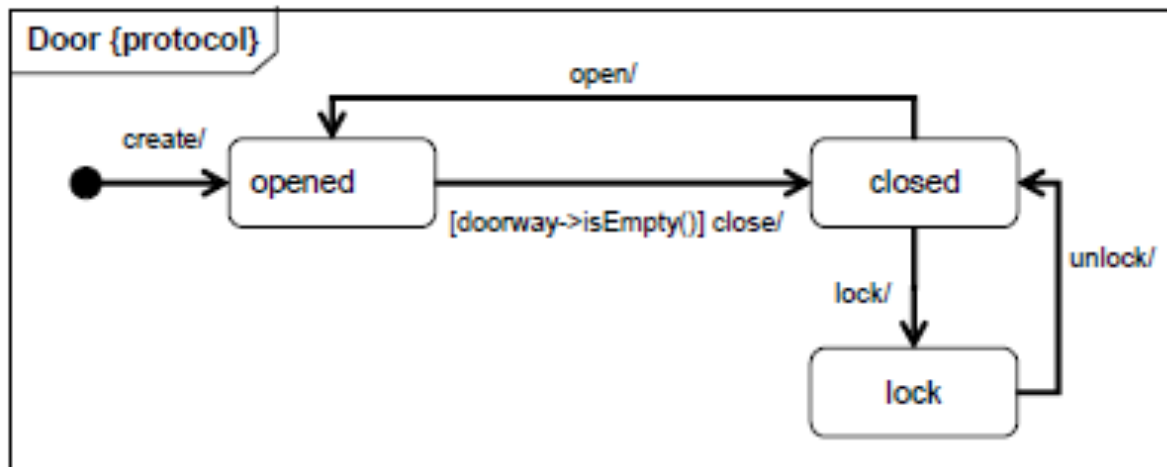 Door {protocol}
open/
create/
opened
closed
[doorway->isEmpty()] close/
unlock/
lock/
lock